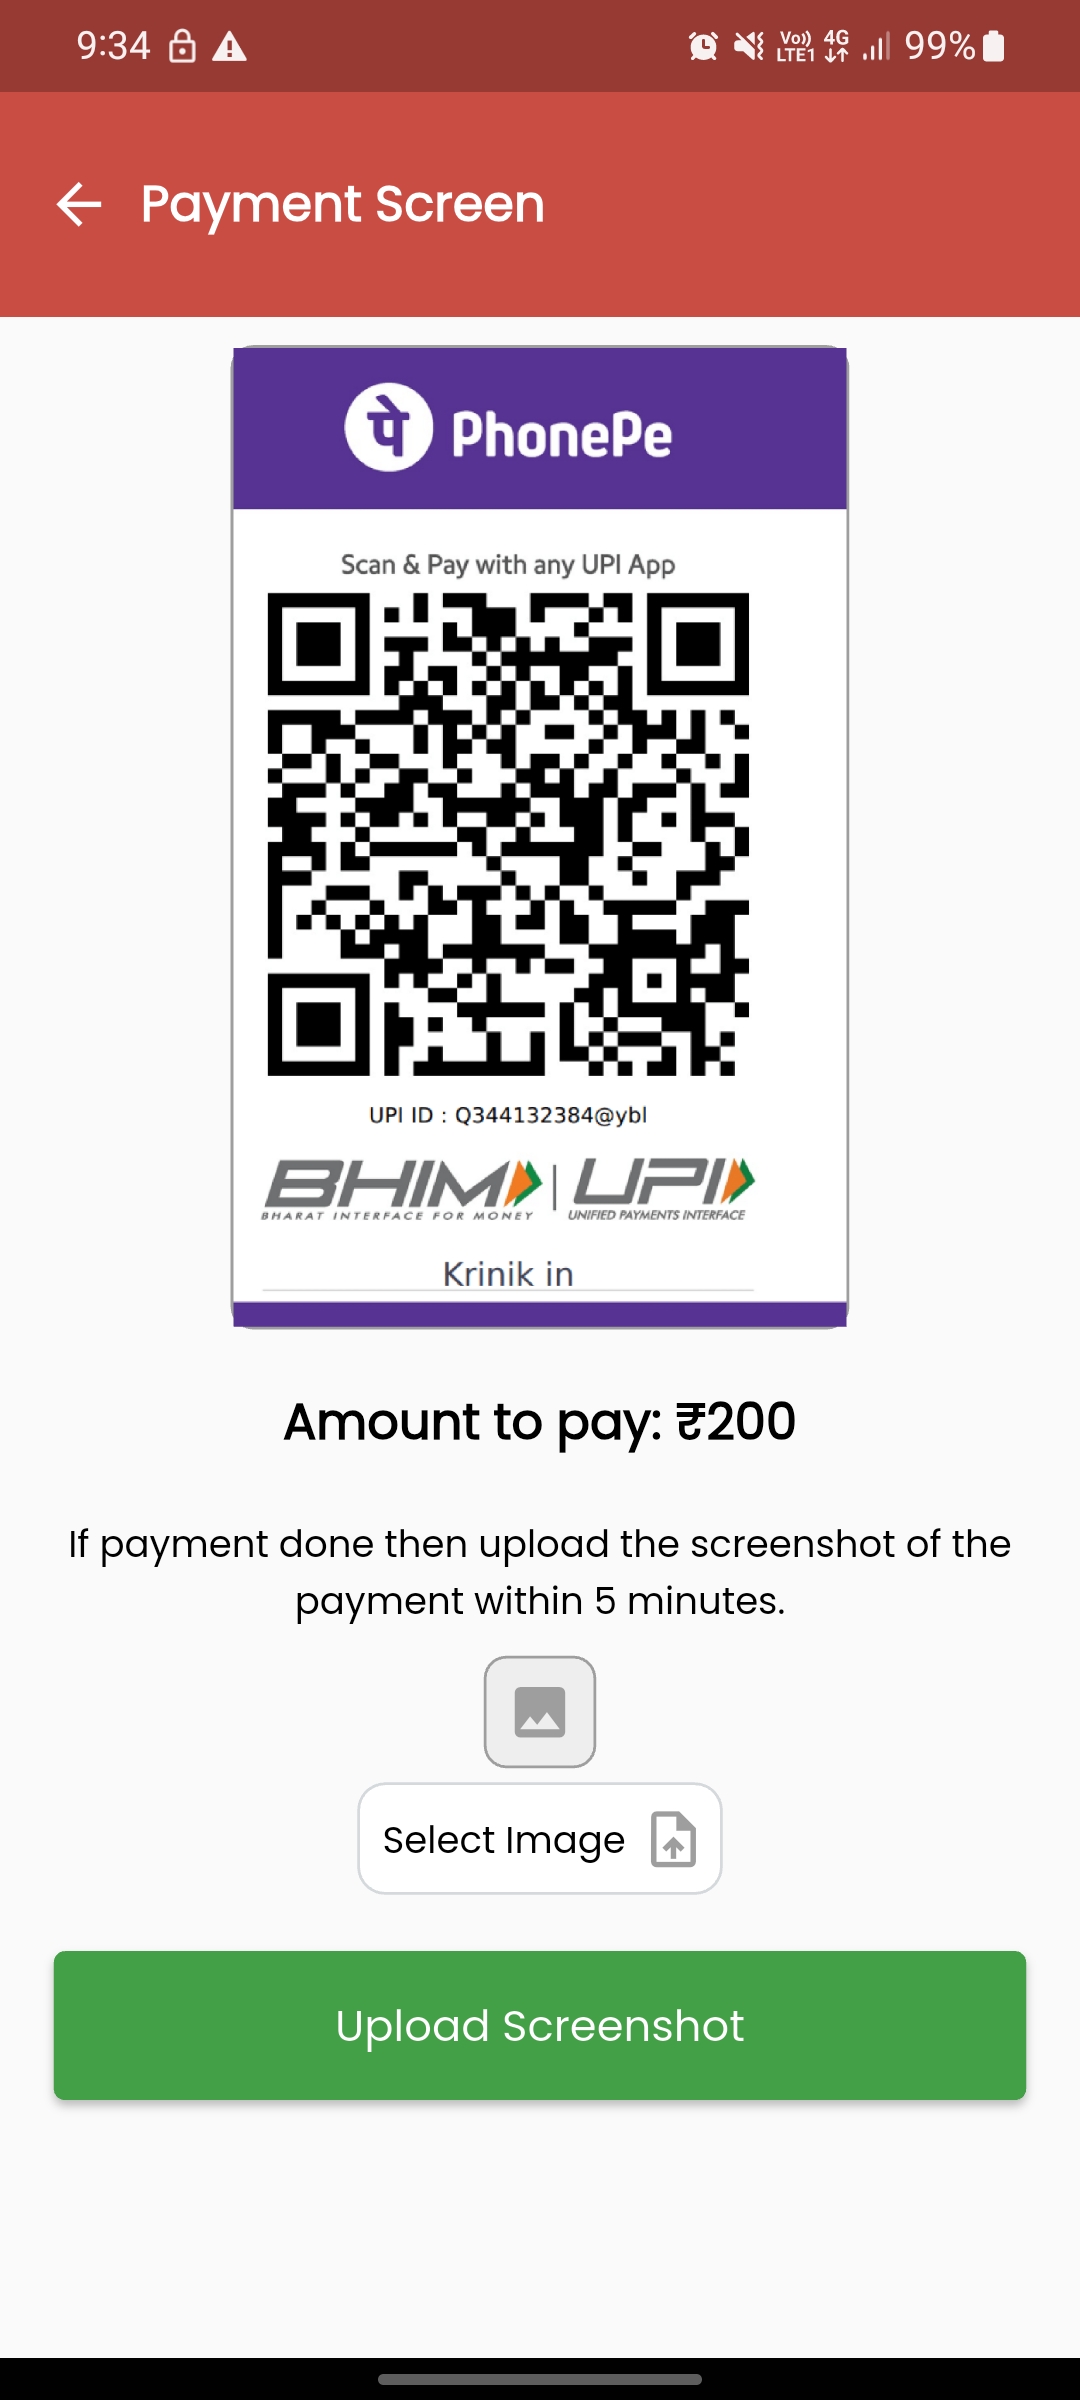 9:34
Vo)) LTE1 4G 99%
Payment Screen
पे PhonePe
Scan & Pay with any UPI App
UPI ID : Q344132384@ybl
BHIM | UPI
BHARAT INTERFACE FOR MONEY UNIFIED PAYMENTS INTERFACE
Krinik in
Amount to pay: ₹200
If payment done then upload the screenshot of the
payment within 5 minutes.
Select Image
Upload Screenshot